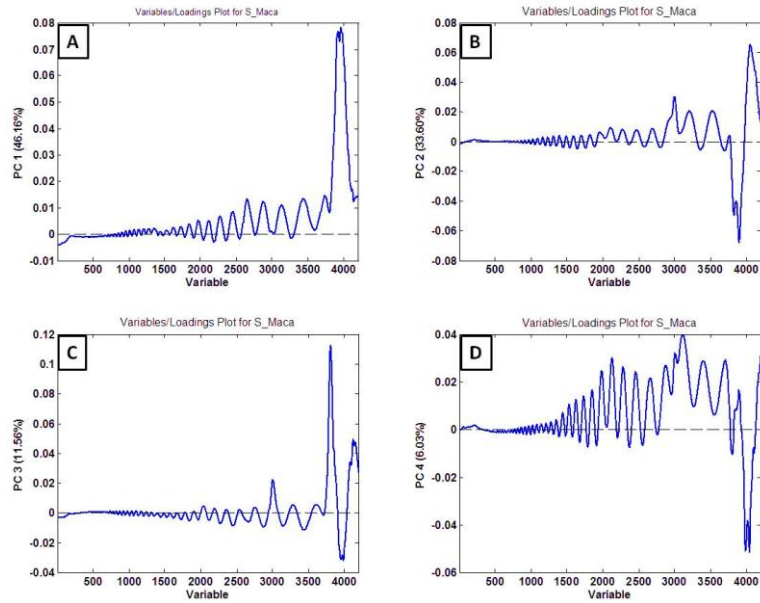 Variables/Loadings Plot for S_Maca
A
PC 1 (46.16%)
0.08
0.07
0.06
0.05
0.04
0.03
0.02
0.01
0
-0.01
500 1000 1500 2000 2500 3000 3500 4000
Variable
Variables/Loadings Plot for S_Maca
B
PC 2 (33.60%)
0.08
0.06
0.04
0.02
0
-0.02
-0.04
-0.06
-0.08
500 1000 1500 2000 2500 3000 3500 4000
Variable
Variables/Loadings Plot for S_Maca
C
PC 3 (11.56%)
0.12
0.1
0.08
0.06
0.04
0.02
0
-0.02
-0.04
500 1000 1500 2000 2500 3000 3500 4000
Variable
Variables/Loadings Plot for S_Maca
D
PC 4 (6.03%)
0.04
0.02
0
-0.02
-0.04
-0.06
500 1000 1500 2000 2500 3000 3500 4000
Variable